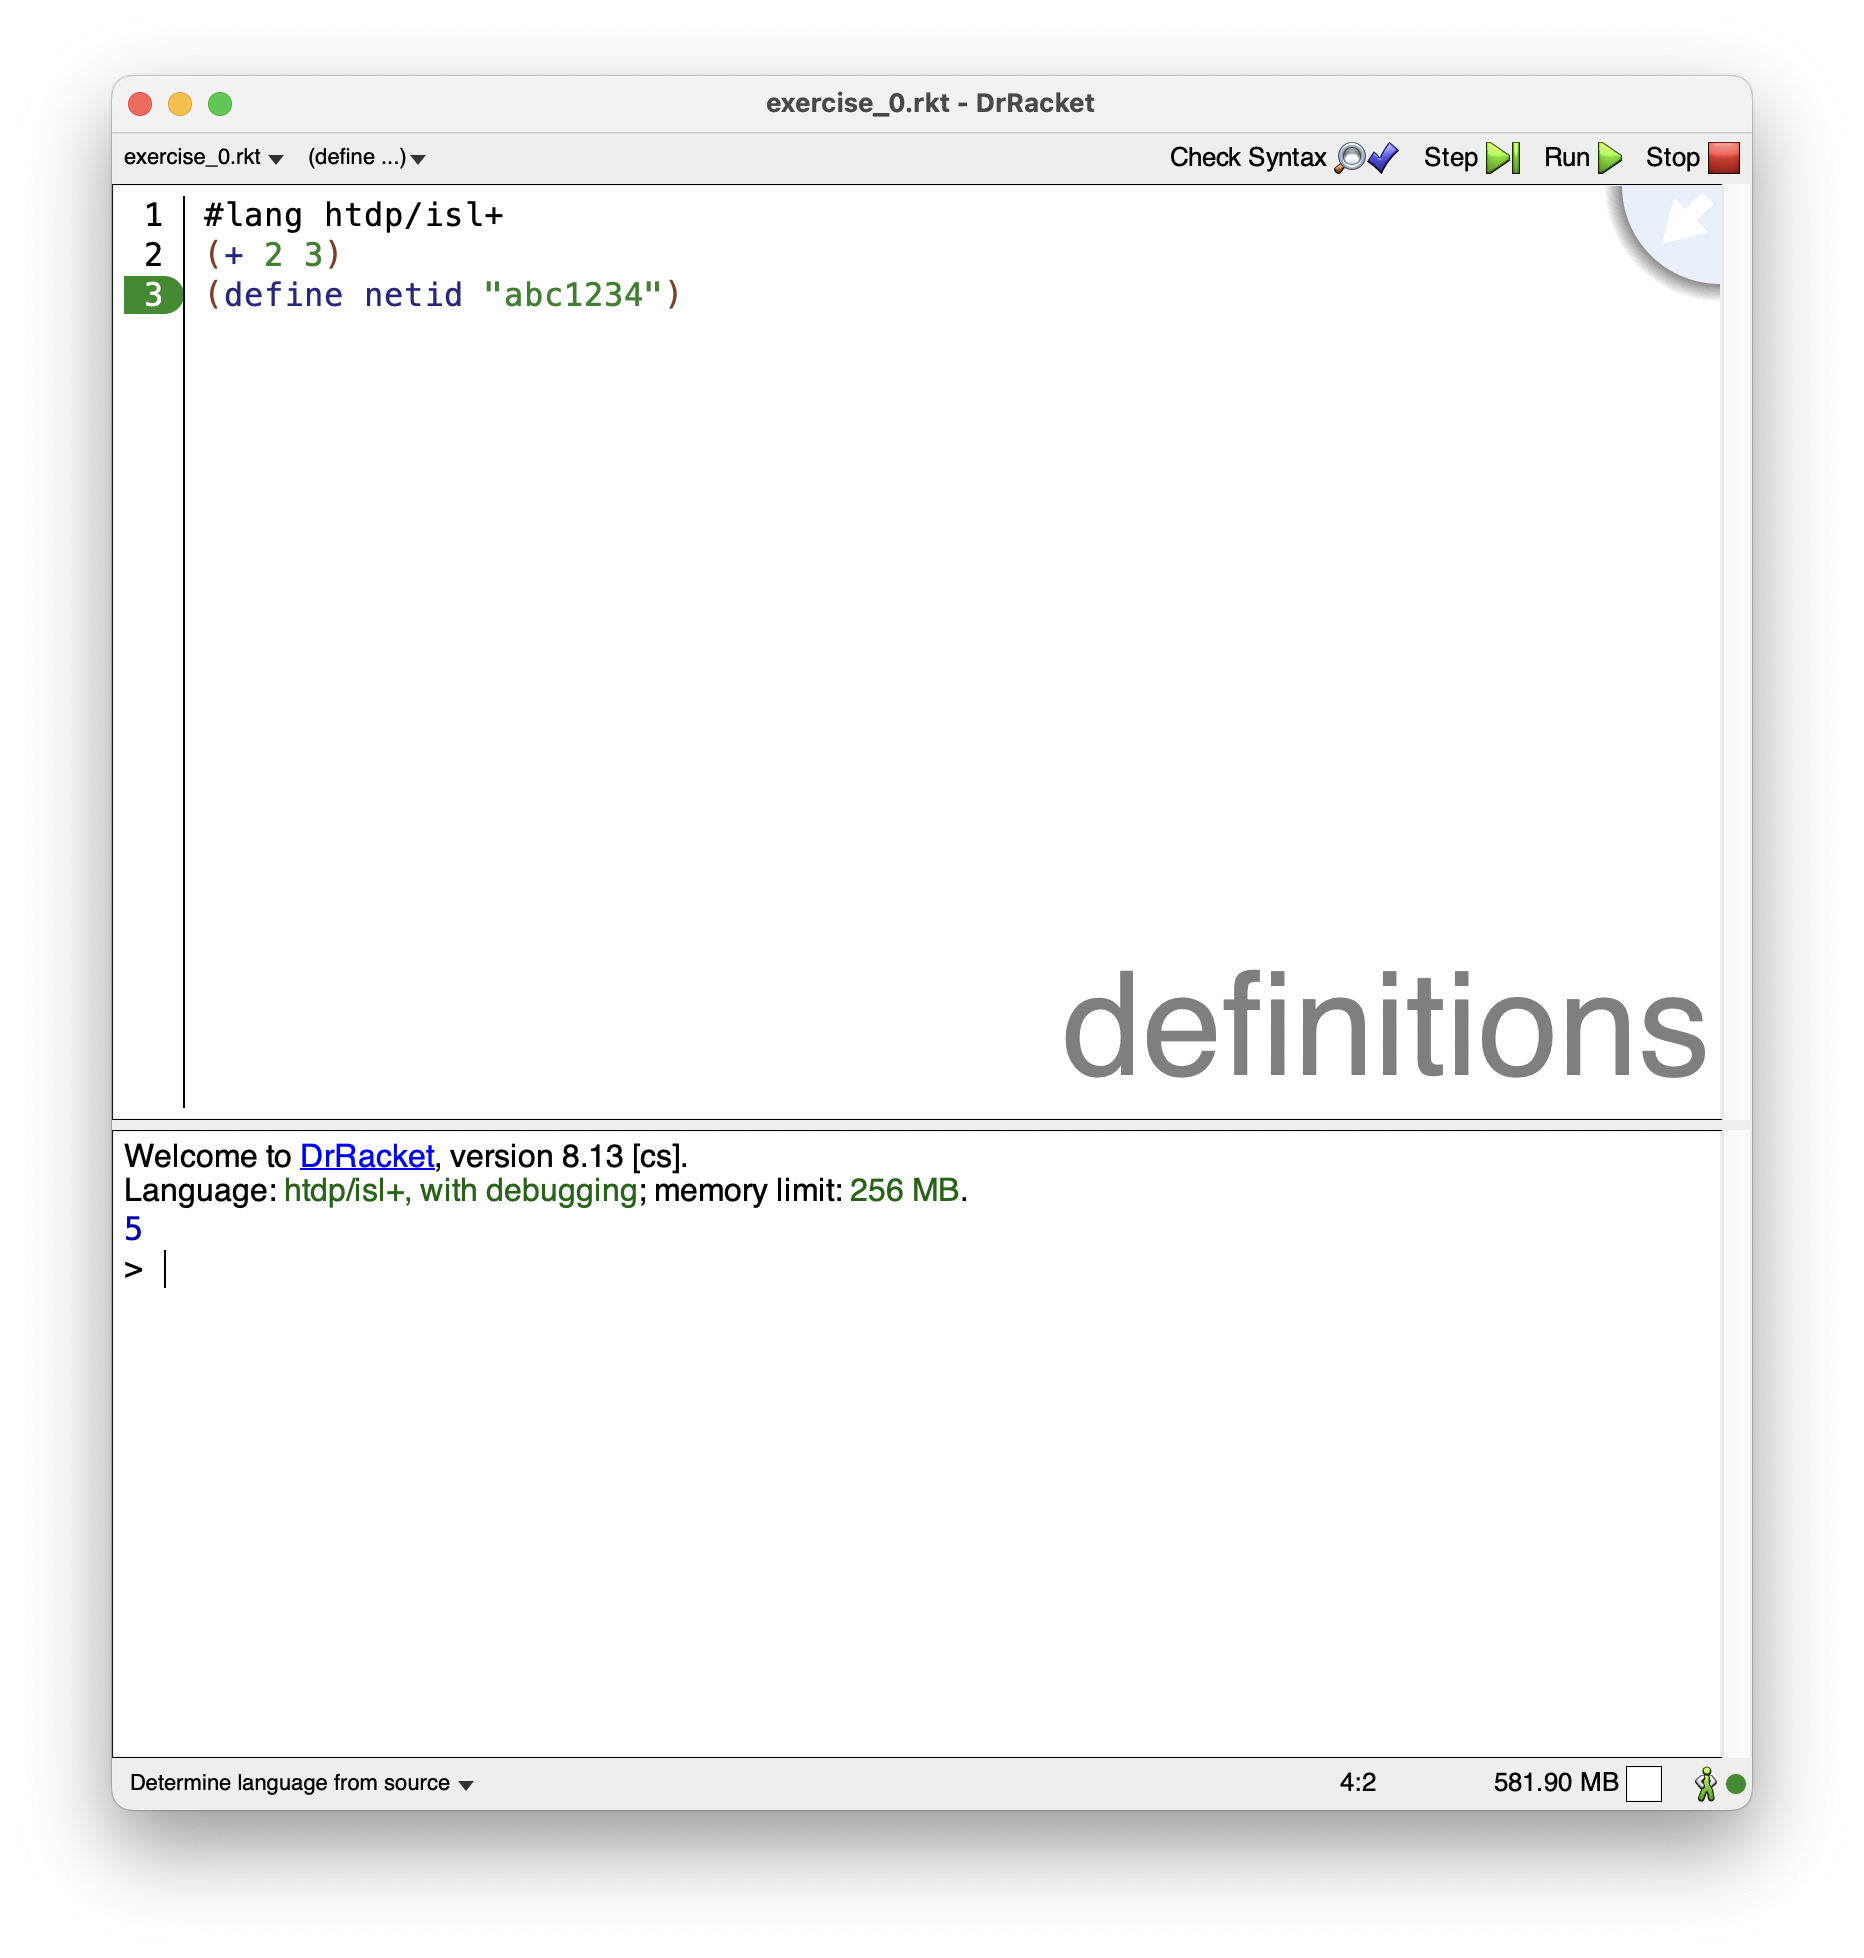 exercise_0.rkt - DrRacket
exercise_0.rkt (define ...) Check Syntax Step Run Stop
1 #lang htdp/isl+
2 (+ 2 3)
3 (define netid "abc1234")
definitions
Welcome to DrRacket, version 8.13 [cs].
Language: htdp/isl+, with debugging; memory limit: 256 MB.
5
>
Determine language from source 4:2 581.90 MB